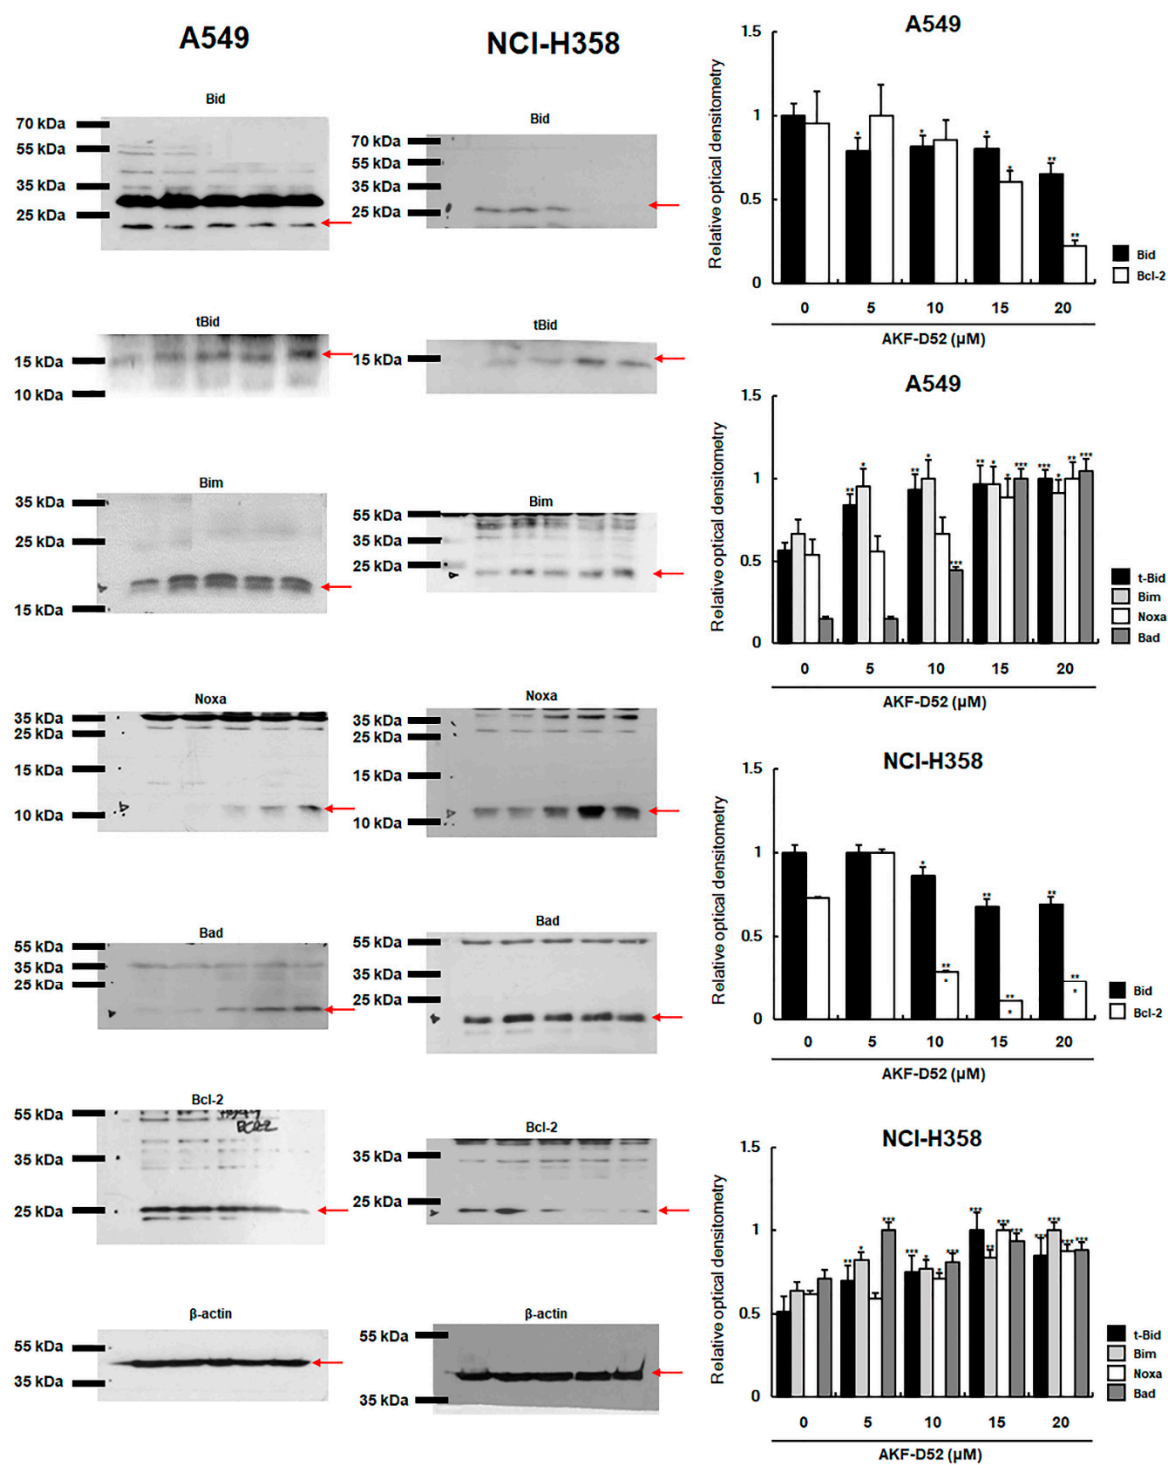 A549
Bid
70 kDa
55 kDa
35 kDa
25 kDa
tBid
15 kDa
10 kDa
Bim
35 kDa
25 kDa
15 kDa
Noxa
35 kDa
25 kDa
15 kDa
10 kDa
Bad
55 kDa
35 kDa
25 kDa
Bcl-2
55 kDa
35 kDa
25 kDa
BCL2
β-actin
55 kDa
35 kDa
NCI-H358
Bid
70 kDa
55 kDa
35 kDa
25 kDa
tBid
15 kDa
Bim
55 kDa
35 kDa
25 kDa
Noxa
35 kDa
25 kDa
15 kDa
10 kDa
Bad
55 kDa
35 kDa
25 kDa
Bcl-2
35 kDa
25 kDa
β-actin
55 kDa
35 kDa
A549
Relative optical densitometry
1.5
1
0.5
0
* * * * ** **
0 5 10 15 20
AKF-D52 (µM)
Bid
Bcl-2
A549
Relative optical densitometry
1.5
1
0.5
0
** * ** * *** ** * * *** *** * ** ***
0 5 10 15 20
AKF-D52 (µM)
t-Bid
Bim
Noxa
Bad
NCI-H358
Relative optical densitometry
1.5
1
0.5
0
* ** * ** ** * ** ** *
0 5 10 15 20
AKF-D52 (µM)
Bid
Bcl-2
NCI-H358
Relative optical densitometry
1.5
1
0.5
0
** * *** *** * * *** *** ** *** *** *** *** *** ***
0 5 10 15 20
AKF-D52 (µM)
t-Bid
Bim
Noxa
Bad